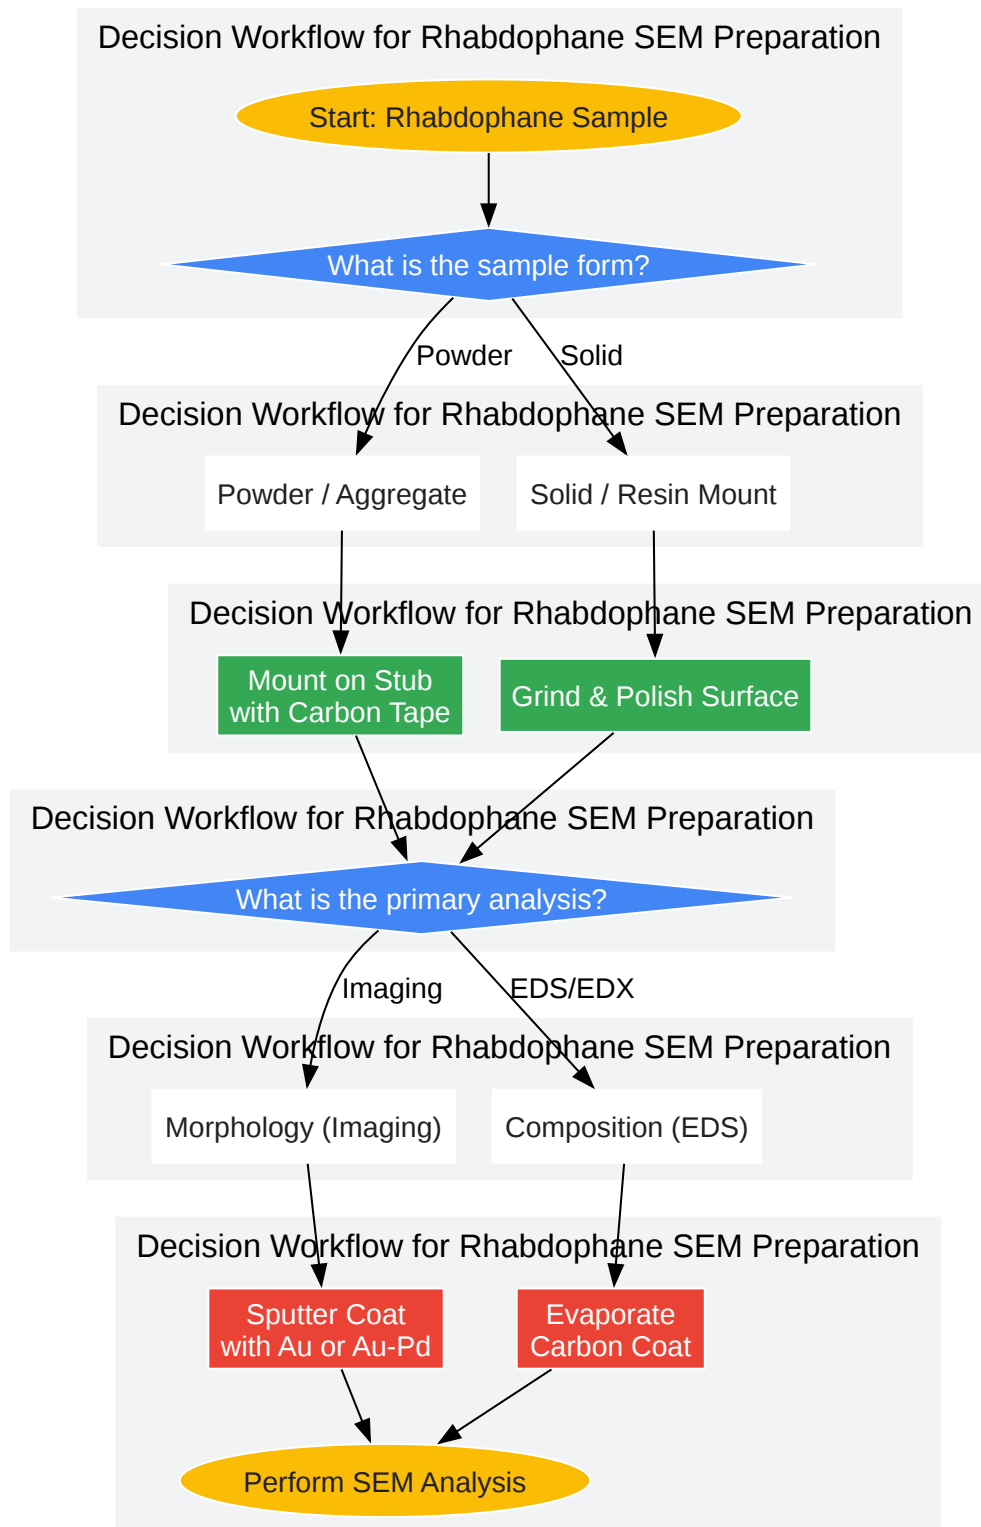 Decision Workflow for Rhabdophane SEM Preparation
Start: Rhabdophane Sample
What is the sample form?
Powder
Solid
Decision Workflow for Rhabdophane SEM Preparation
Powder / Aggregate
Solid / Resin Mount
Decision Workflow for Rhabdophane SEM Preparation
Mount on Stub
with Carbon Tape
Grind & Polish Surface
Decision Workflow for Rhabdophane SEM Preparation
What is the primary analysis?
Imaging
EDS/EDX
Decision Workflow for Rhabdophane SEM Preparation
Morphology (Imaging)
Composition (EDS)
Decision Workflow for Rhabdophane SEM Preparation
Sputter Coat
with Au or Au-Pd
Evaporate
Carbon Coat
Perform SEM Analysis